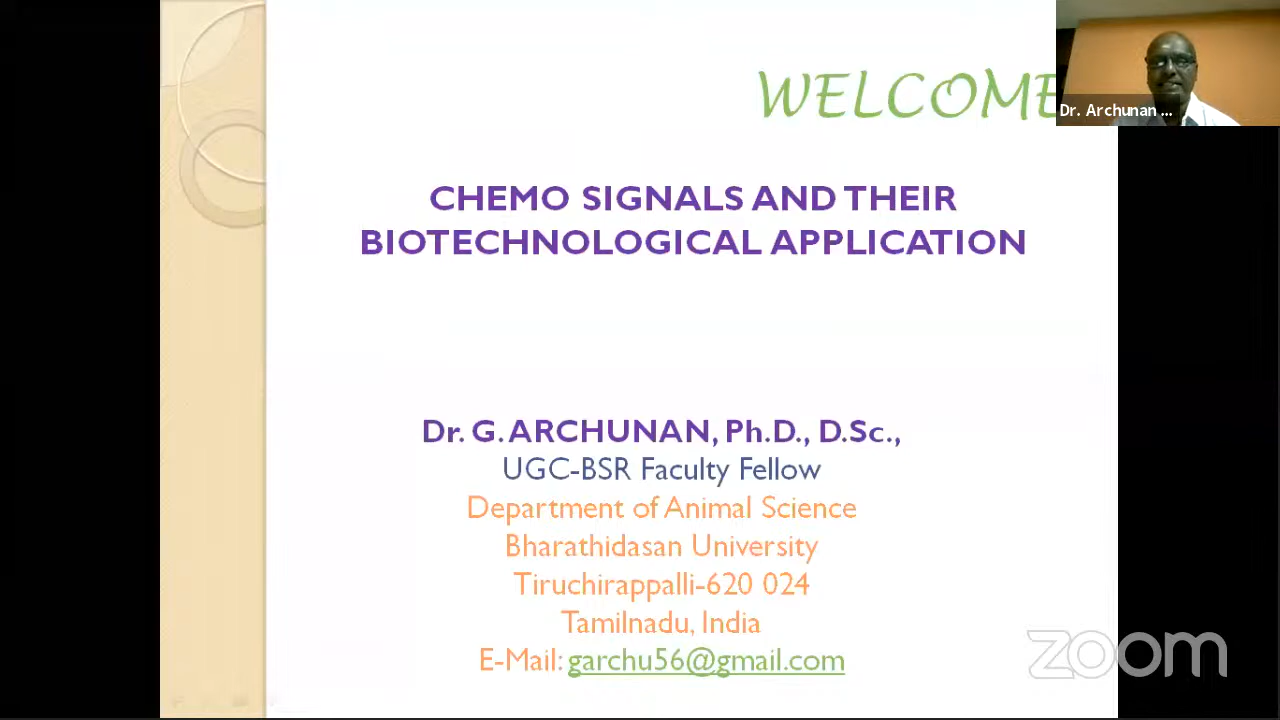 WELCOME
Dr. Archunan ...
CHEMO SIGNALS AND THEIR
BIOTECHNOLOGICAL APPLICATION
Dr. G. ARCHUNAN, Ph.D., D.Sc.,
UGC-BSR Faculty Fellow
Department of Animal Science
Bharathidasan University
Tiruchirappalli-620 024
Tamilnadu, India
E-Mail: garchu56@gmail.com
zoom